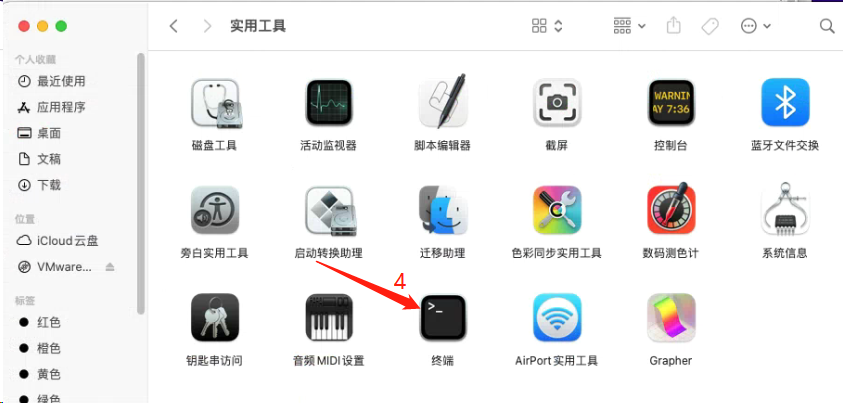 实用工具
个人收藏
最近使用
应用程序
桌面
文稿
下载
位置
iCloud云盘
VMware...
标签
红色
橙色
黄色
绿色
WARNIN
AY 7:36
磁盘工具
活动监视器
脚本编辑器
截屏
控制台
蓝牙文件交换
旁白实用工具
启动转换助理
迁移助理
色彩同步实用工具
数码测色计
系统信息
4
>_
钥匙串访问
音频MIDI设置
终端
AirPort实用工具
Grapher